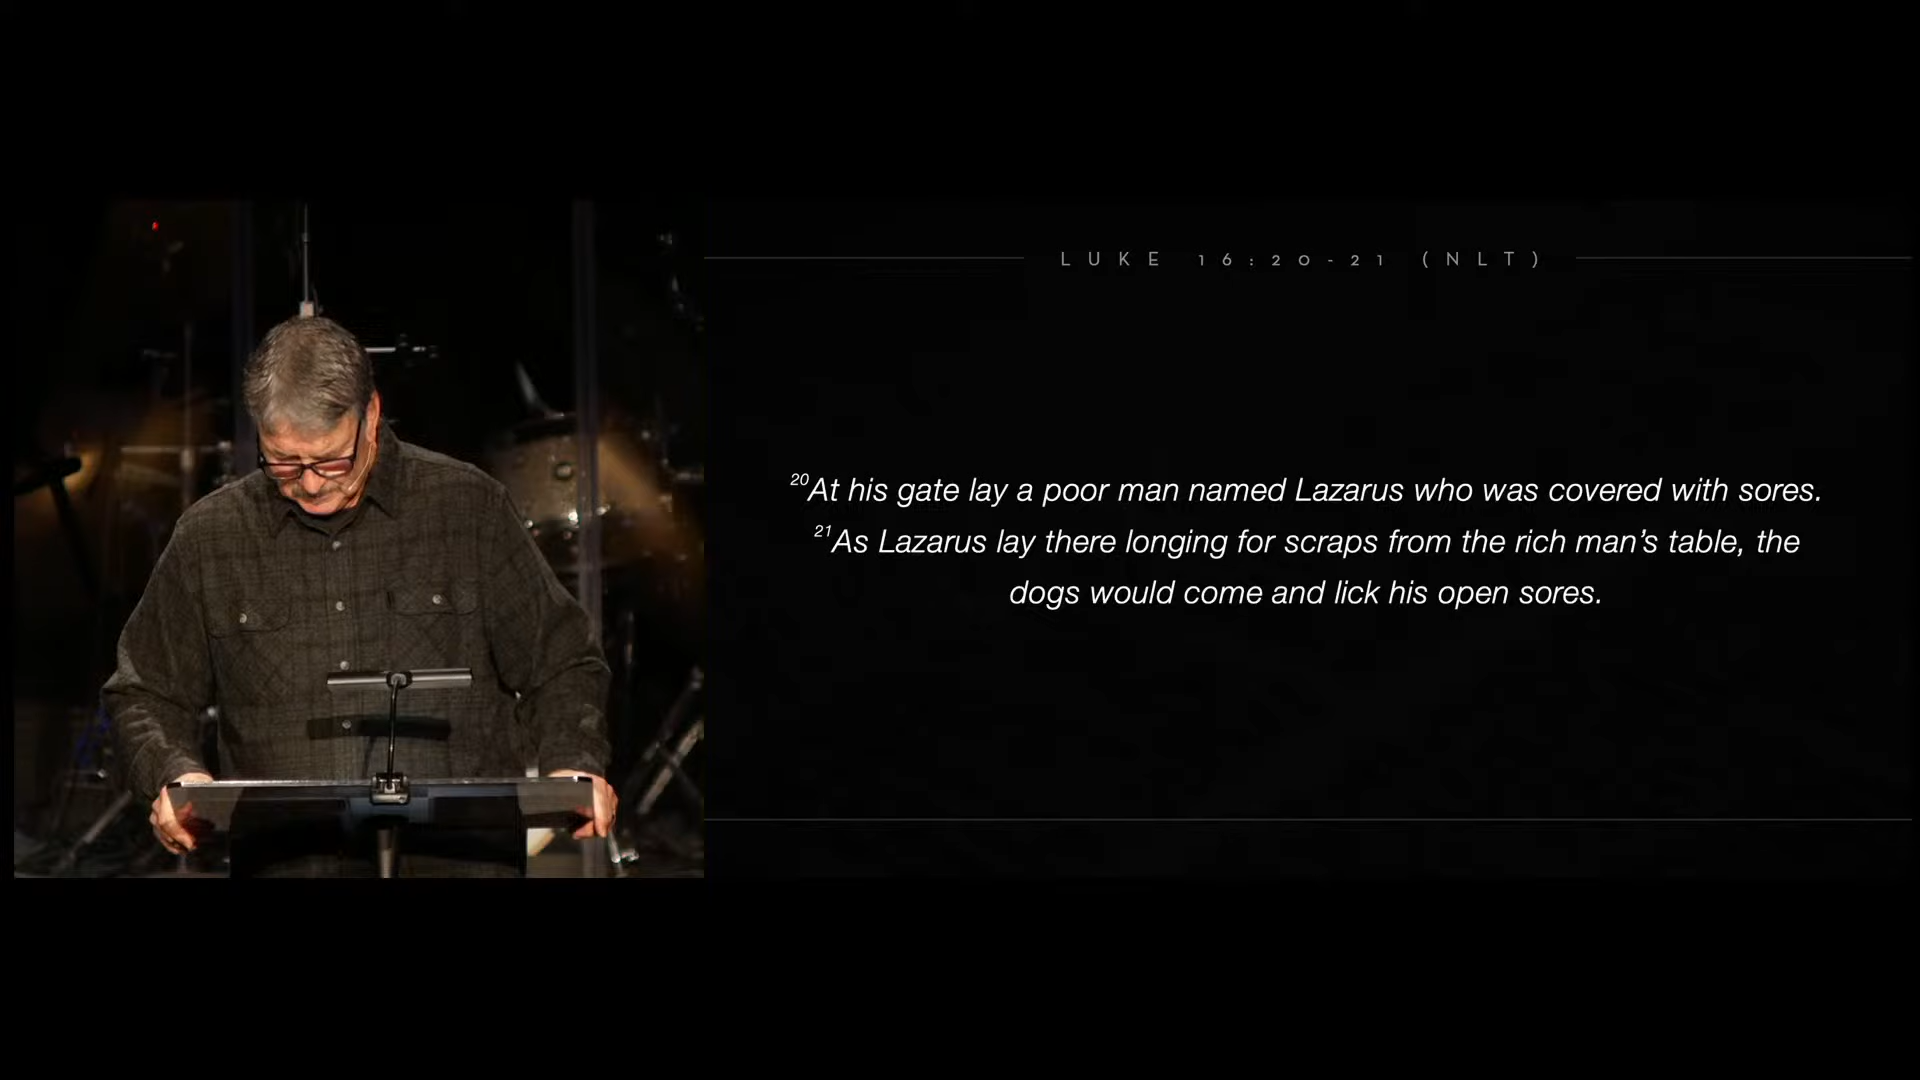 LUKE 16:20-21 (NLT)
20At his gate lay a poor man named Lazarus who was covered with sores.
21As Lazarus lay there longing for scraps from the rich man’s table, the
dogs would come and lick his open sores.